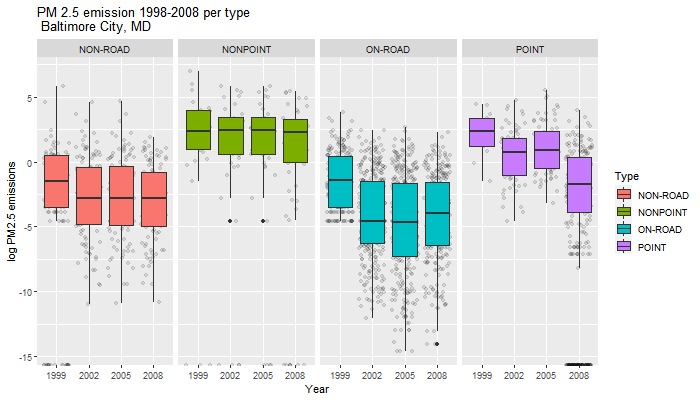 PM 2.5 emission 1998-2008 per type
Baltimore City, MD
NON-ROAD NONPOINT ON-ROAD POINT
log PM2.5 emissions
5
0
-5
-10
-15
1999 2002 2005 2008 1999 2002 2005 2008 1999 2002 2005 2008 1999 2002 2005 2008
Year
Type
NON-ROAD
NONPOINT
ON-ROAD
POINT